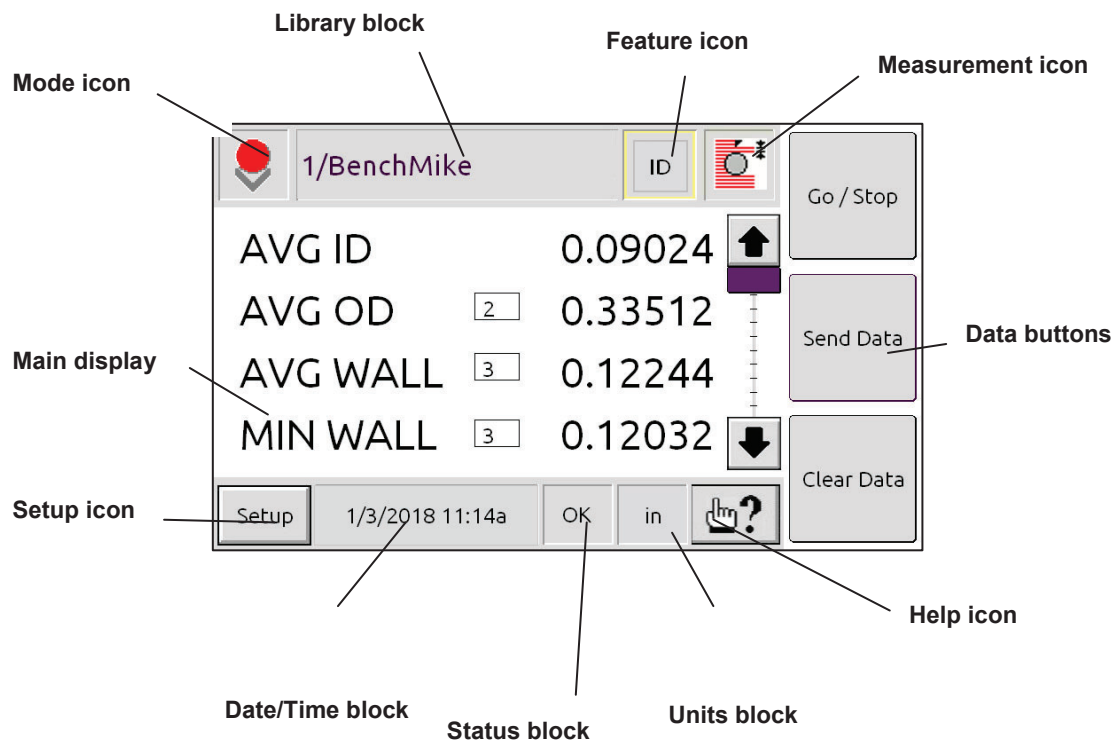 Library block
Feature icon
Measurement icon
Mode icon
1/BenchMike
ID
Go / Stop
AVG ID 0.09024
AVG OD 2 0.33512
Send Data
Data buttons
Main display
AVG WALL 3 0.12244
MIN WALL 3 0.12032
Clear Data
Setup icon
Setup 1/3/2018 11:14a OK in ?
Help icon
Date/Time block
Status block
Units block